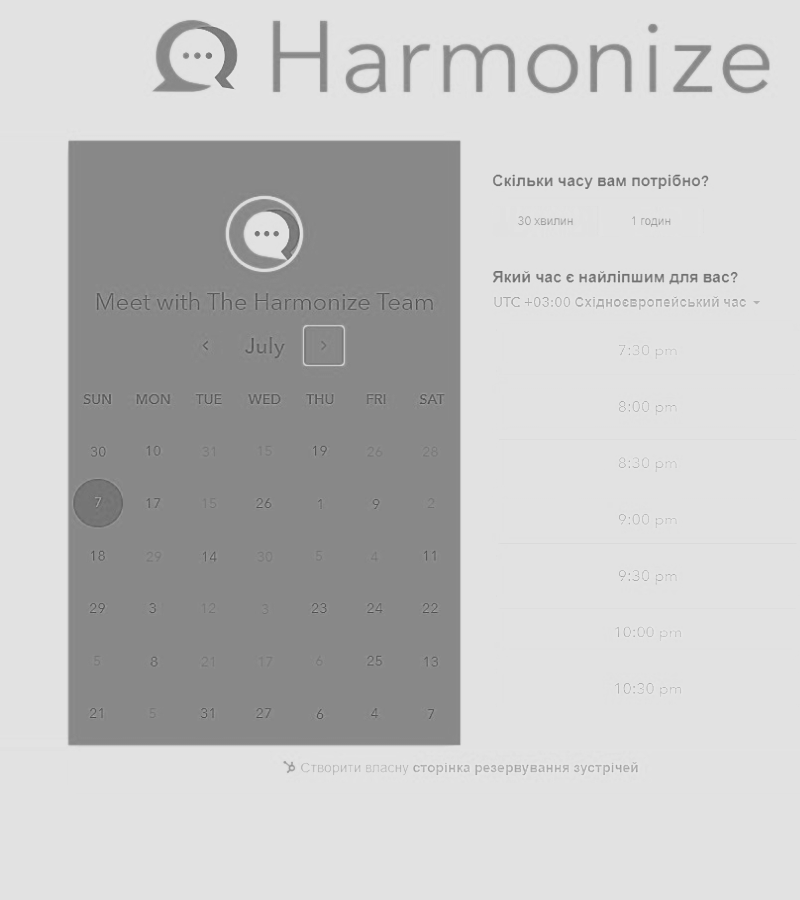 Harmonize
Meet with The Harmonize Team
July
SUN MON TUE WED THU FRI SAT
30 10 31 15 19 26 28
7 17 15 26 1 9 2
18 29 14 30 5 4 11
29 3 12 3 23 24 22
5 8 21 17 6 25 13
21 5 31 27 6 4 7
Скільки часу вам потрібно?
30 хвилин 1 годин
Який час є найліпшим для вас?
UTC +03:00 Східноєвропейський час
7:30 pm
8:00 pm
8:30 pm
9:00 pm
9:30 pm
10:00 pm
10:30 pm
Створити власну сторінка резервування зустрічей